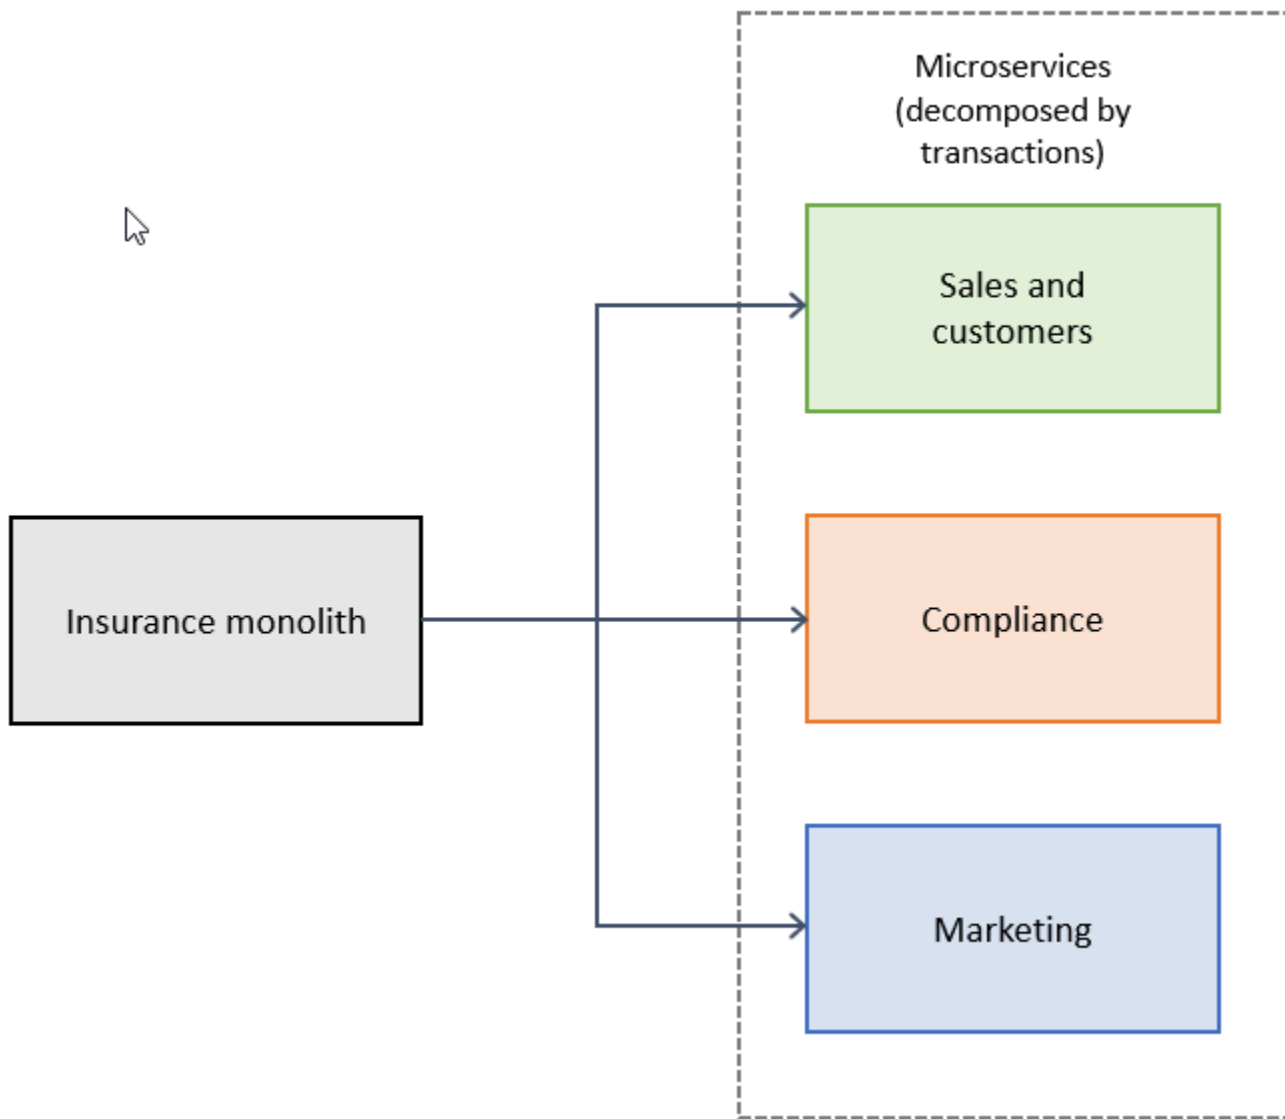 Microservices
(decomposed by
transactions)
Sales and
customers
Insurance monolith
Compliance
Marketing